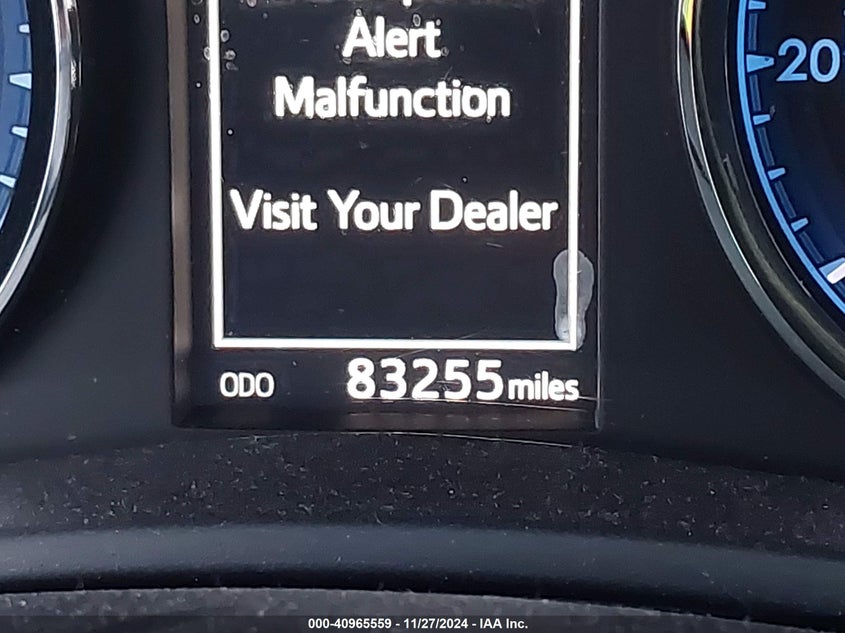 Alert
Malfunction
Visit Your Dealer
20
ODO 83255 miles
000-40965559 - 11/27/2024 - IAA Inc.